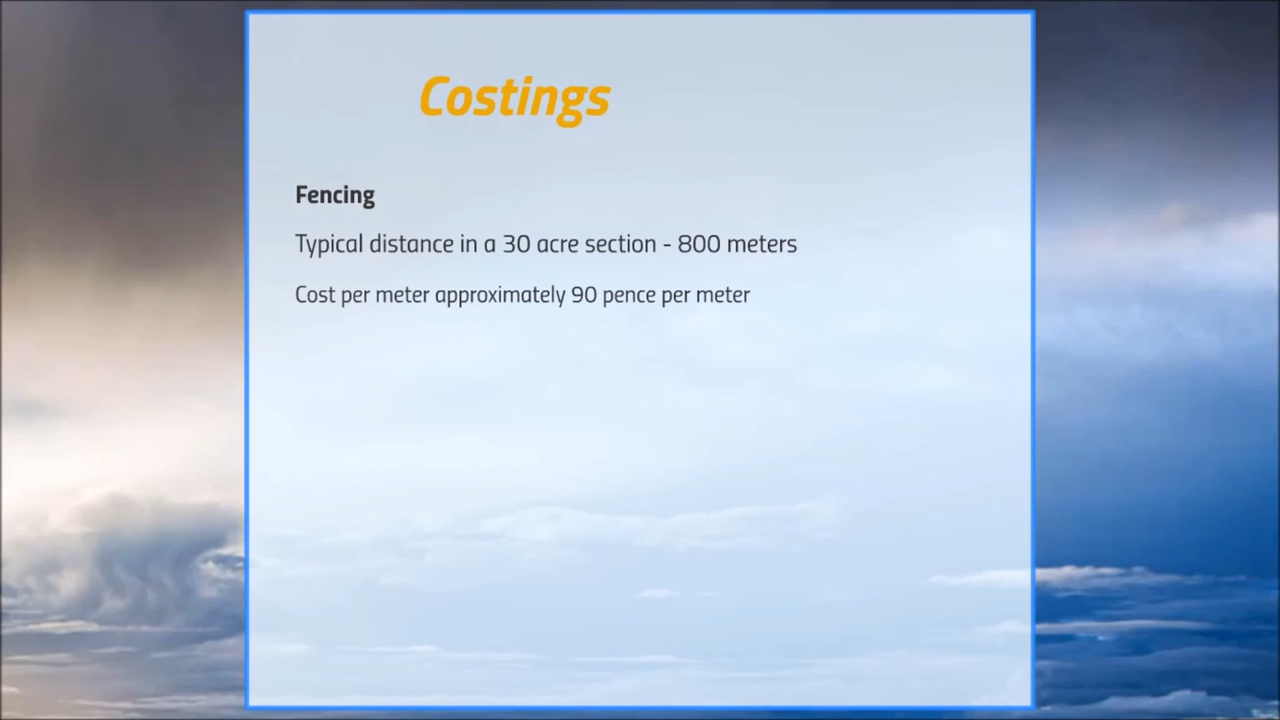 Costings
Fencing
Typical distance in a 30 acre section - 800 meters
Cost per meter approximately 90 pence per meter